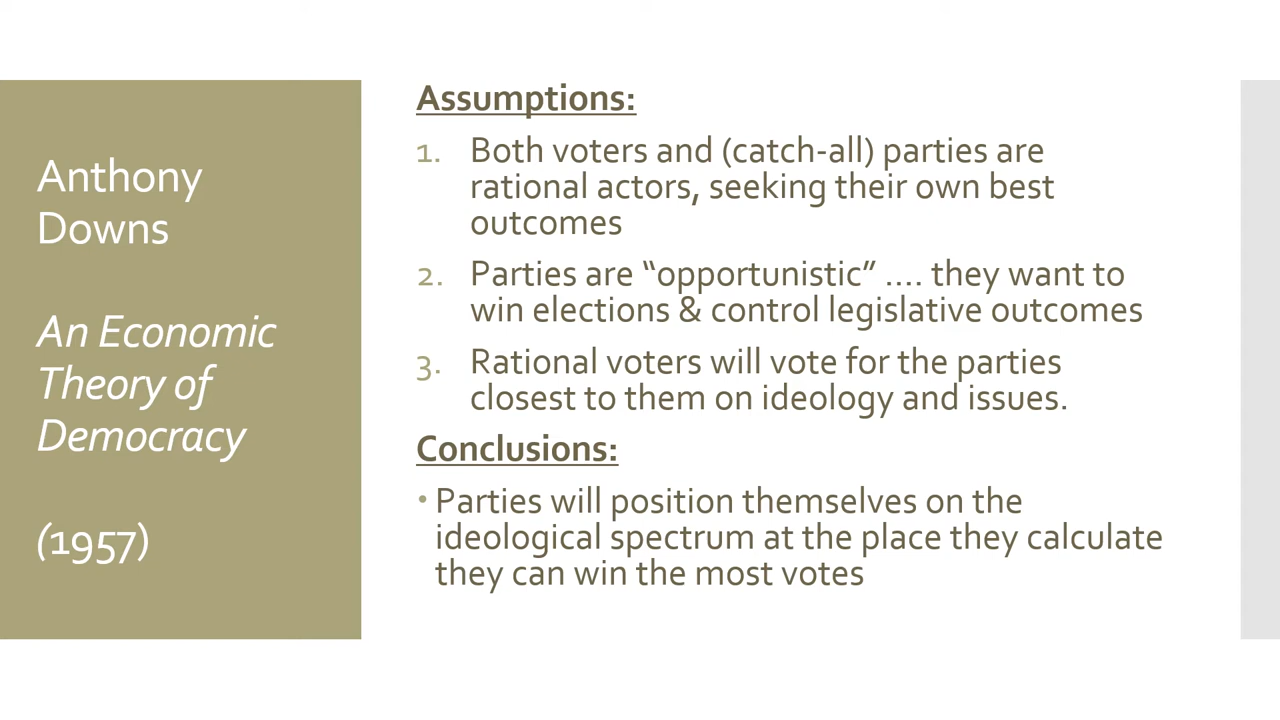 Anthony
Downs
An Economic
Theory of
Democracy
(1957)
Assumptions:
1. Both voters and (catch-all) parties are
rational actors, seeking their own best
outcomes
2. Parties are “opportunistic” .... they want to
win elections & control legislative outcomes
3. Rational voters will vote for the parties
closest to them on ideology and issues.
Conclusions:
• Parties will position themselves on the
ideological spectrum at the place they calculate
they can win the most votes